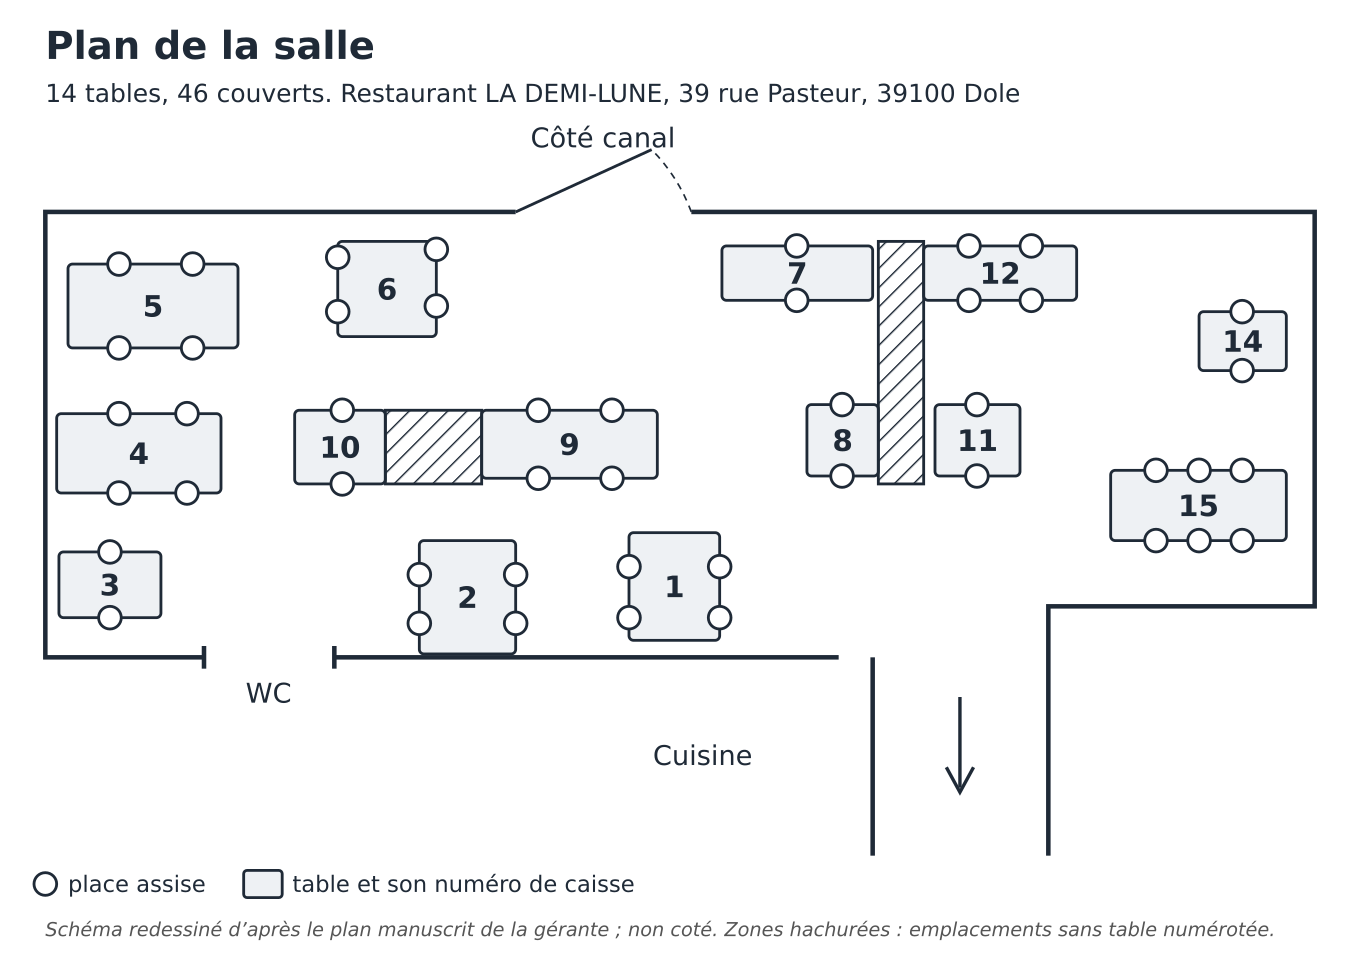 Plan de la salle
14 tables, 46 couverts. Restaurant LA DEMI-LUNE, 39 rue Pasteur, 39100 Dole
Côté canal
5
6
7
12
14
4
10
9
8
11
15
3
2
1
WC
Cuisine
place assise
table et son numéro de caisse
Schéma redessiné d’après le plan manuscrit de la gérante ; non coté. Zones hachurées : emplacements sans table numérotée.